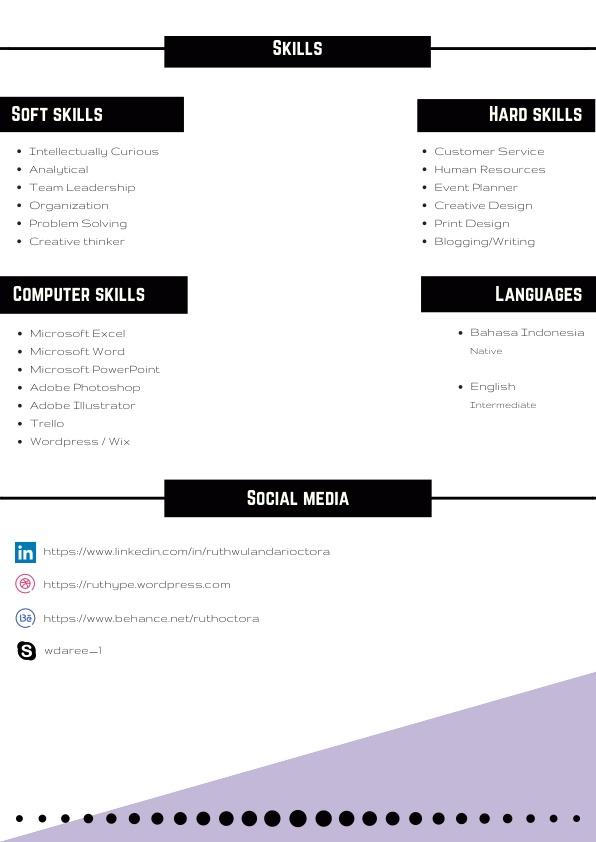 SKILLS
SOFT SKILLS
Intellectually Curious
Analytical
Team Leadership
Organization
Problem Solving
Creative thinker
HARD SKILLS
Customer Service
Human Resources
Event Planner
Creative Design
Print Design
Blogging/Writing
COMPUTER SKILLS
Microsoft Excel
Microsoft Word
Microsoft PowerPoint
Adobe Photoshop
Adobe Illustrator
Trello
Wordpress / Wix
LANGUAGES
Bahasa Indonesia
Native
English
Intermediate
SOCIAL MEDIA
in https://www.linkedin.com/in/ruthwulandarioctora
https://ruthype.wordpress.com
Bē https://www.behance.net/ruthoctora
S wdaree_1